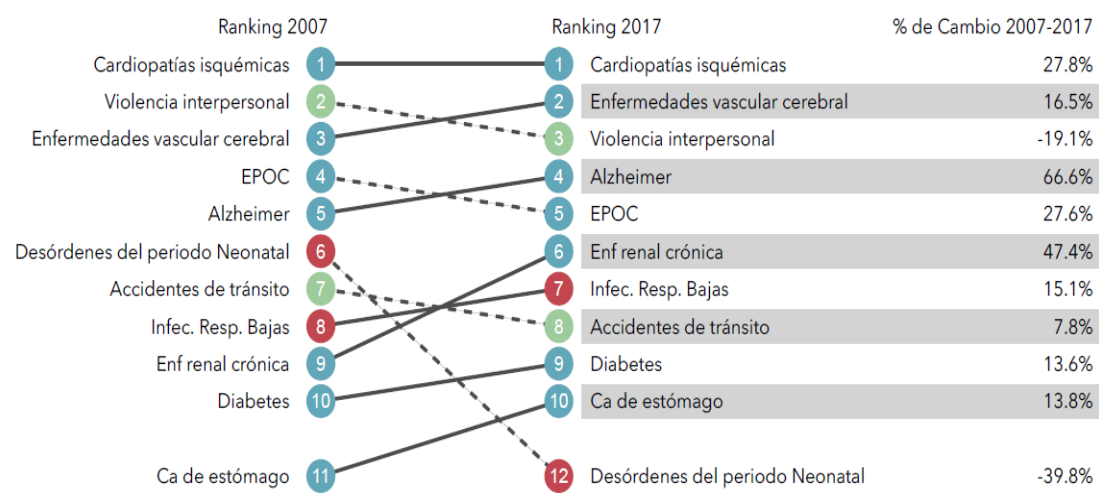 Ranking 2007 Ranking 2017 % de Cambio 2007-2017
Cardiopatías isquémicas 1 1 Cardiopatías isquémicas 27.8%
Violencia interpersonal 2 2 Enfermedades vascular cerebral 16.5%
Enfermedades vascular cerebral 3 3 Violencia interpersonal -19.1%
EPOC 4 4 Alzheimer 66.6%
Alzheimer 5 5 EPOC 27.6%
Desórdenes del periodo Neonatal 6 6 Enf renal crónica 47.4%
Accidentes de tránsito 7 7 Infec. Resp. Bajas 15.1%
Infec. Resp. Bajas 8 8 Accidentes de tránsito 7.8%
Enf renal crónica 9 9 Diabetes 13.6%
Diabetes 10 10 Ca de estómago 13.8%
Ca de estómago 11 12 Desórdenes del periodo Neonatal -39.8%